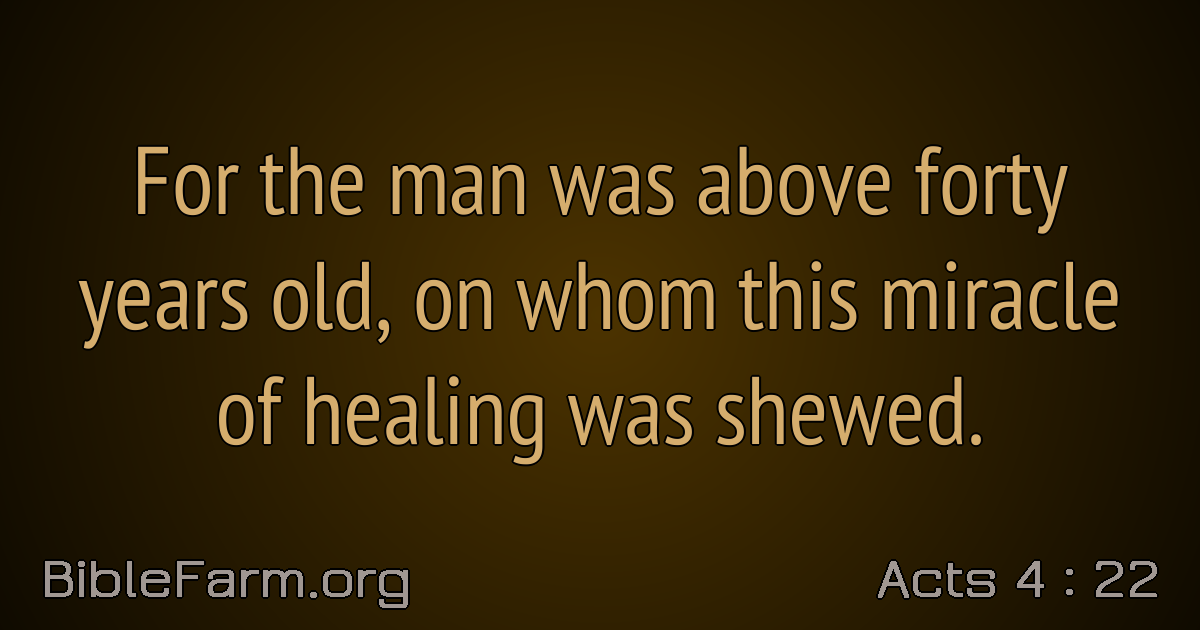 For the man was above forty
years old, on whom this miracle
of healing was shewed.
BibleFarm.org
Acts 4 : 22